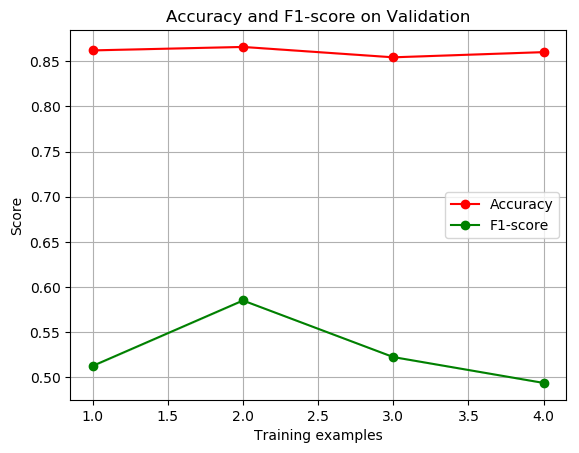 Accuracy and F1-score on Validation
0.85
0.80
0.75
0.70
0.65
0.60
0.55
0.50
Score
Accuracy
F1-score
1.0 1.5 2.0 2.5 3.0 3.5 4.0
Training examples